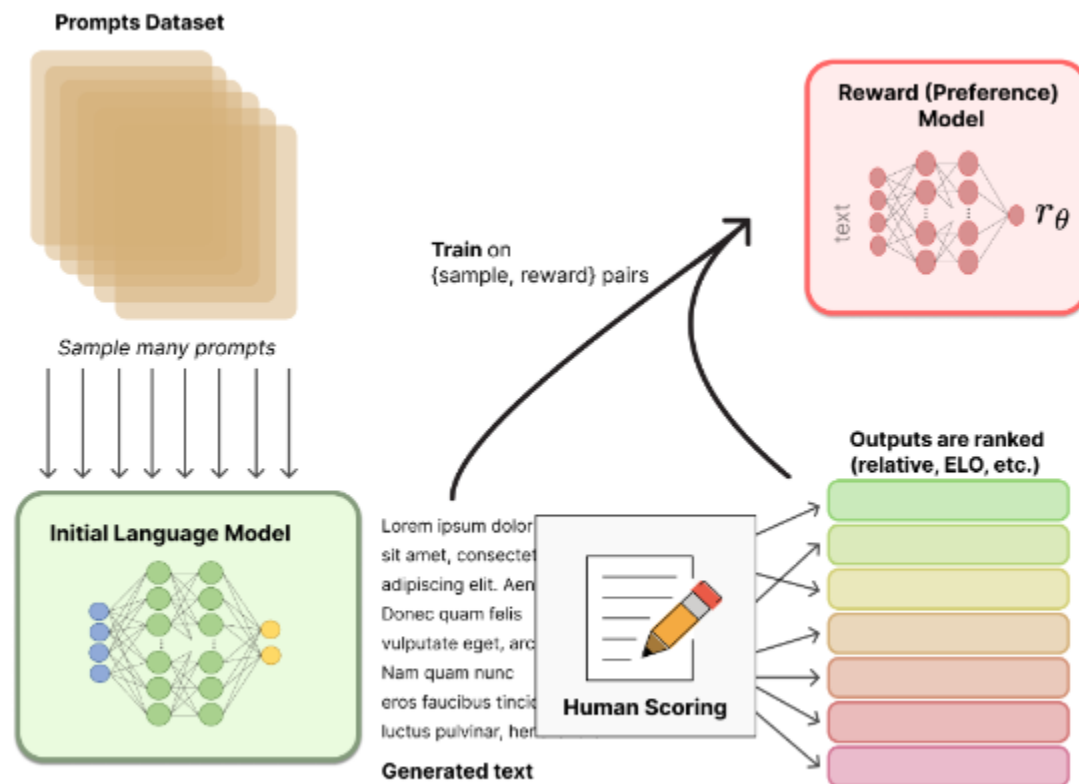 Prompts Dataset
Sample many prompts
Initial Language Model
Train on
{sample, reward} pairs
Lorem ipsum dolor
sit amet, consectet
adipiscing elit. Aen
Donec quam felis
vulputate eget, arc
Nam quam nunc
eros faucibus tincid
luctus pulvinar, her
Generated text
Human Scoring
Reward (Preference)
Model
text
rθ
Outputs are ranked
(relative, ELO, etc.)